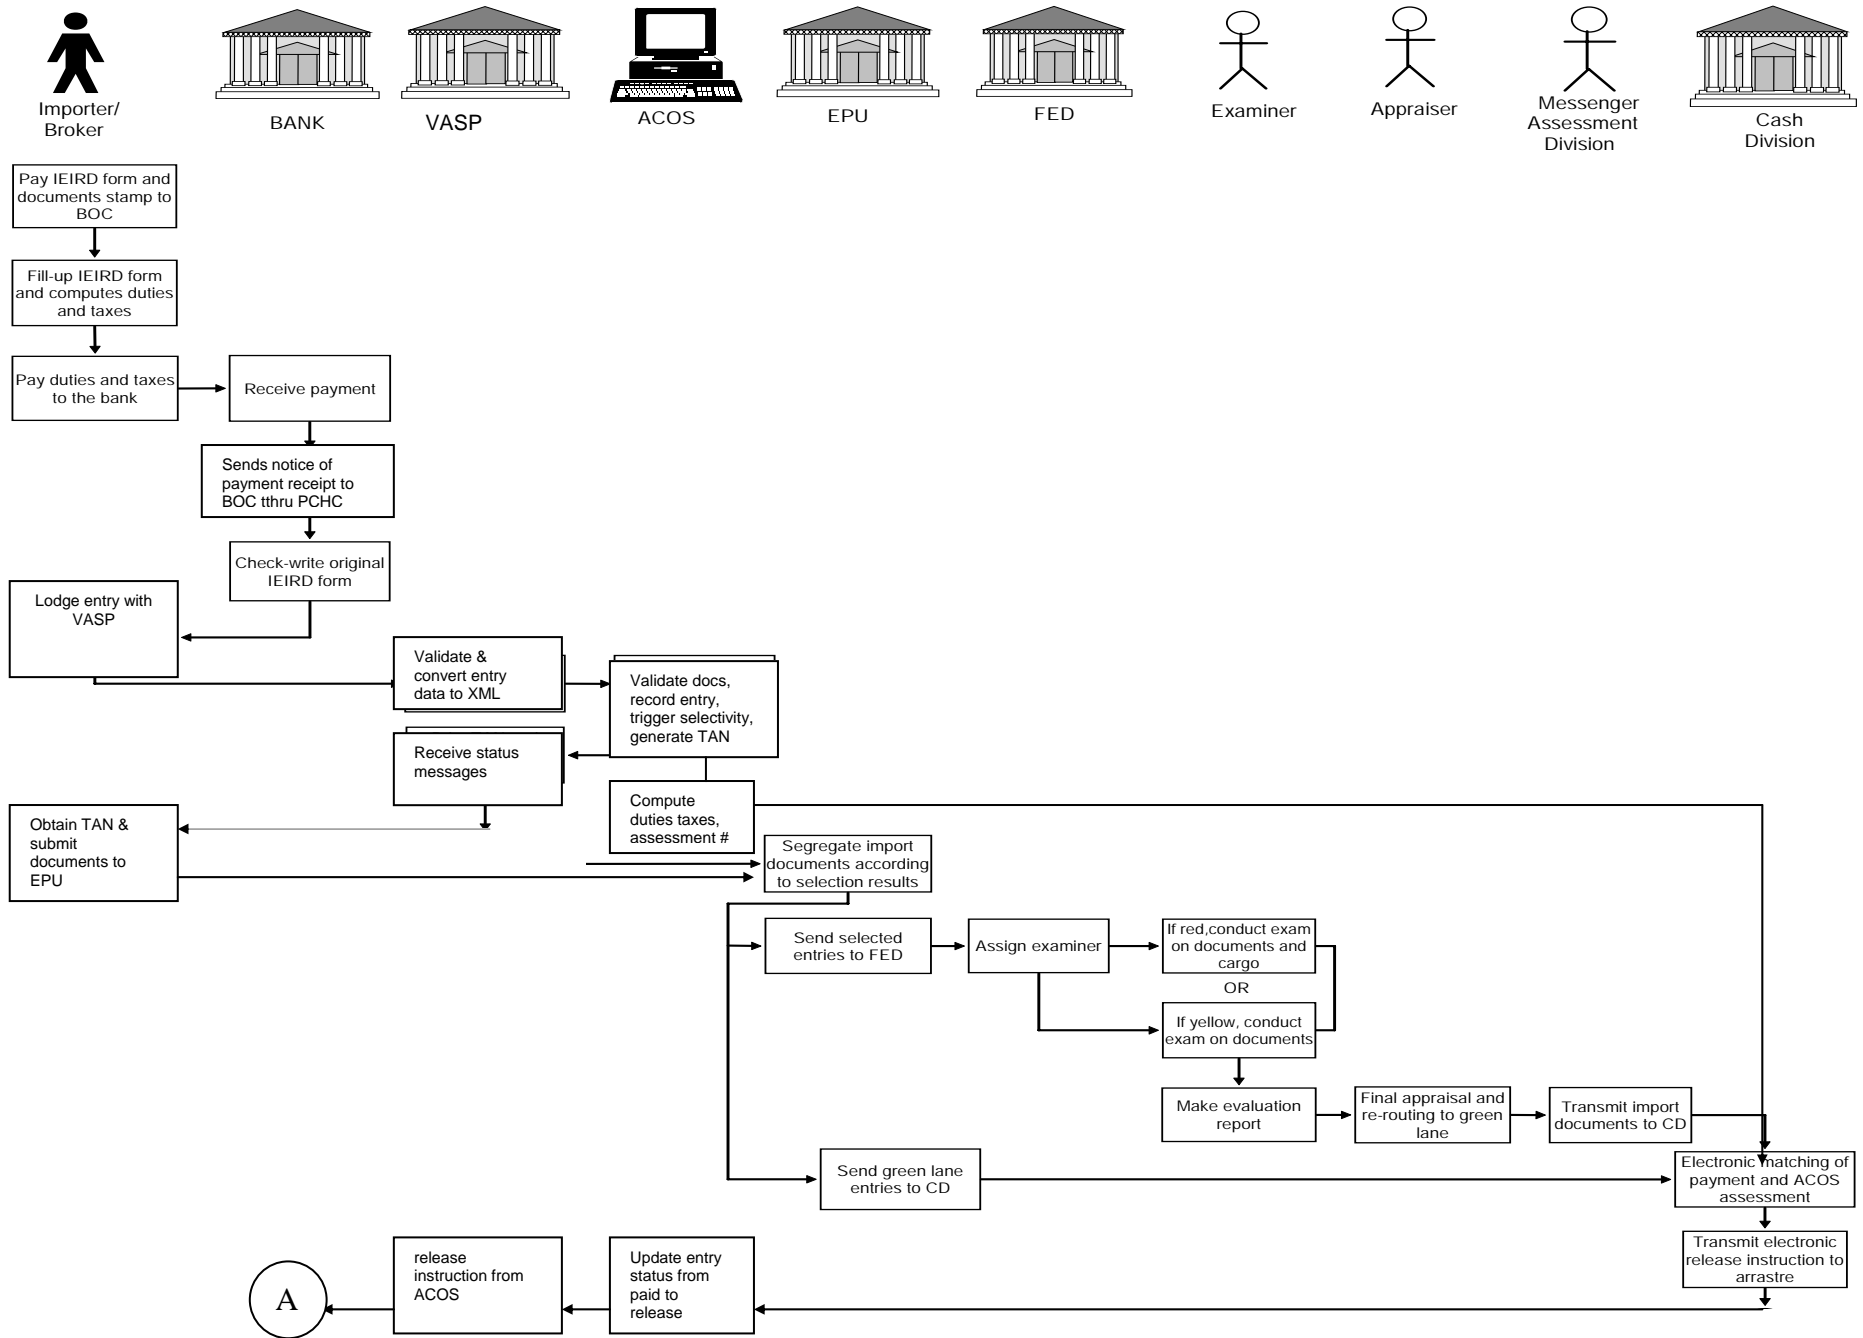 Importer/
Broker
BANK
VASP
ACOS
EPU
FED
Examiner
Appraiser
Messenger
Assessment
Division
Cash
Division
Pay IEIRD form and
documents stamp to
BOC
Fill-up IEIRD form
and computes duties
and taxes
Pay duties and taxes
to the bank
Receive payment
Sends notice of
payment receipt to
BOC tthru PCHC
Check-write original
IEIRD form
Lodge entry with
VASP
Validate &
convert entry
data to XML
Validate docs,
record entry,
trigger selectivity,
generate TAN
Receive status
messages
Compute
duties taxes,
assessment #
Obtain TAN &
submit
documents to
EPU
Segregate import
documents according
to selection results
Send selected
entries to FED
Assign examiner
If red,conduct exam
on documents and
cargo
OR
If yellow, conduct
exam on documents
Make evaluation
report
Final appraisal and
re-routing to green
lane
Transmit import
documents to CD
Send green lane
entries to CD
Electronic matching of
payment and ACOS
assessment
Transmit electronic
release instruction to
arrastre
Update entry
status from
paid to
release
release
instruction from
ACOS
A